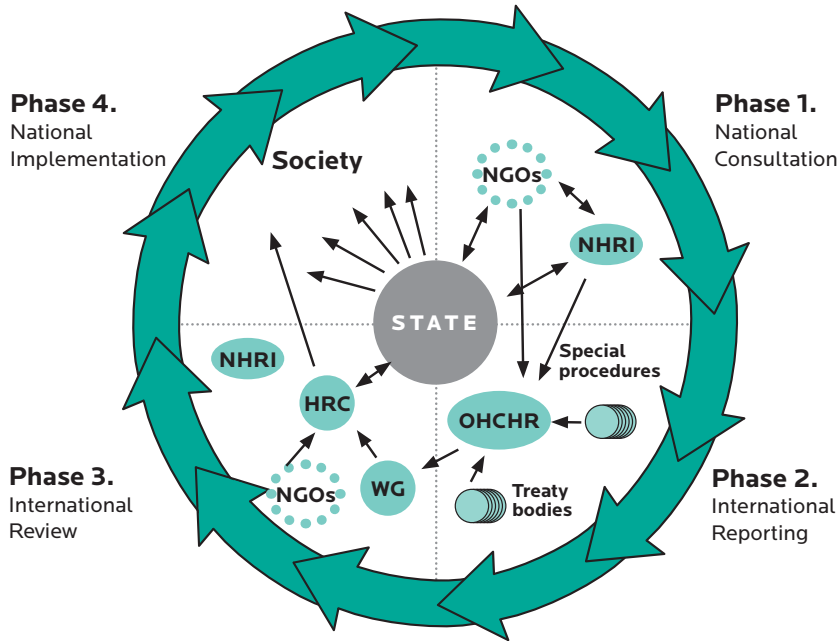 Phase 4.
National
Implementation
Phase 1.
National
Consultation
Society
NGOs
NHRI
STATE
Special
procedures
NHRI
HRC
OHCHR
Phase 3.
International
Review
NGOs
WG
Treaty
bodies
Phase 2.
International
Reporting